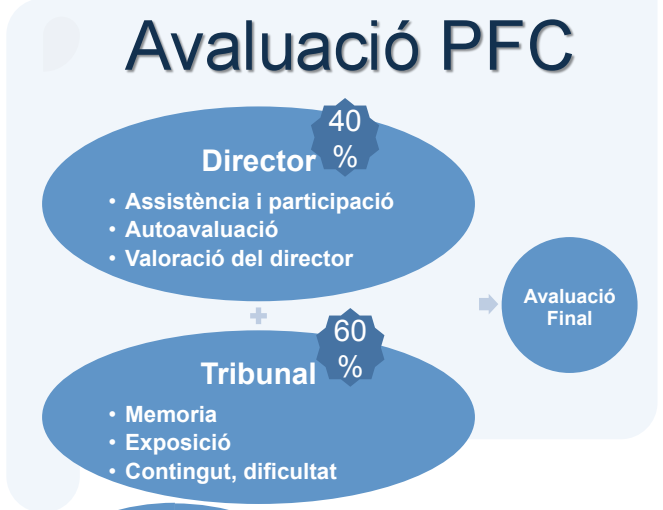 Avaluació PFC
40
%
Director
• Assistència i participació
• Autoavaluació
• Valoració del director
60
%
Tribunal
• Memoria
• Exposició
• Contingut, dificultat
Avaluació
Final